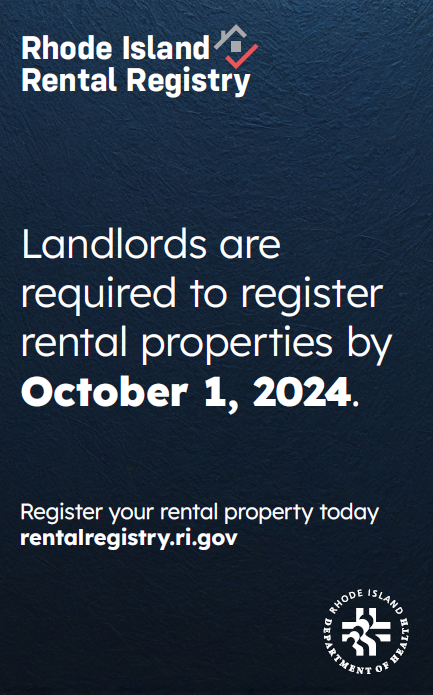 Rhode Island
Rental Registry
Landlords are
required to register
rental properties by
October 1, 2024.
Register your rental property today
rentalregistry.ri.gov
RHODE ISLAND
DEPARTMENT OF HEALTH